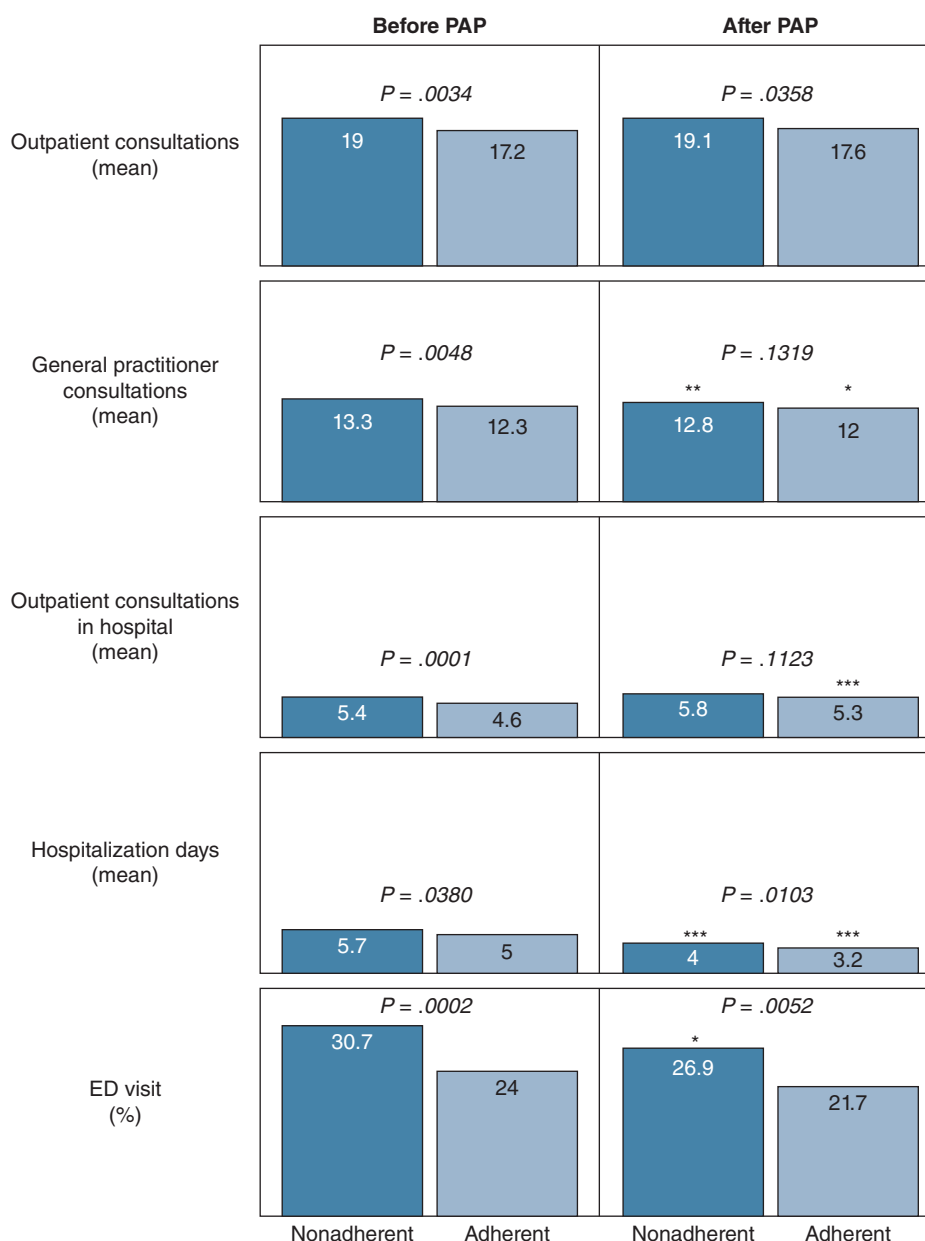 Before PAP
After PAP
Outpatient consultations
(mean)
P = .0034
19
17.2
P = .0358
19.1
17.6
General practitioner
consultations
(mean)
P = .0048
13.3
12.3
P = .1319
**
*
12.8
12
Outpatient consultations
in hospital
(mean)
P = .0001
5.4
4.6
P = .1123
***
5.8
5.3
Hospitalization days
(mean)
P = .0380
5.7
5
P = .0103
***
***
4
3.2
ED visit
(%)
P = .0002
30.7
24
P = .0052
*
26.9
21.7
Nonadherent
Adherent
Nonadherent
Adherent